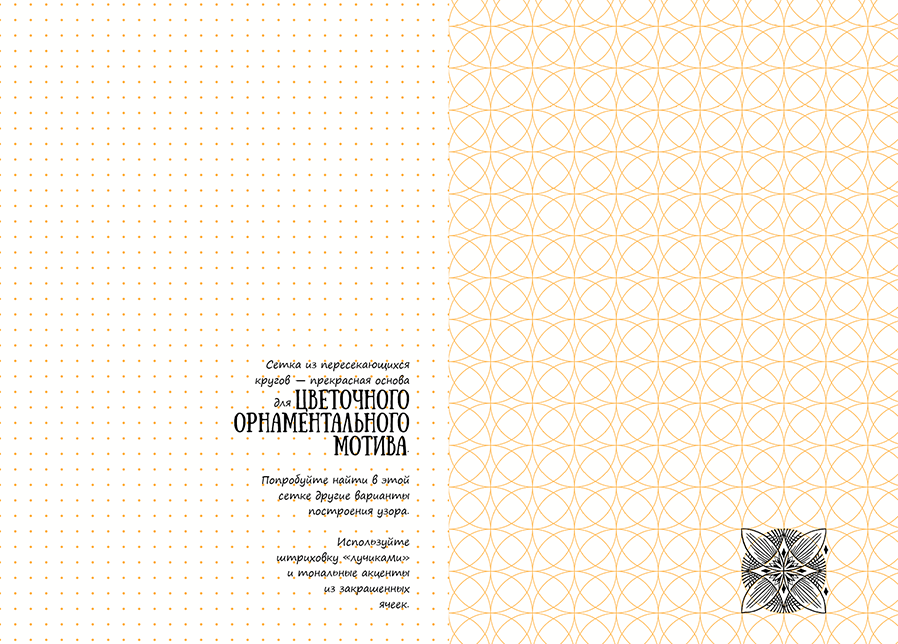 Сетка из пересекающихся
кругов — прекрасная основа
для ЦВЕТОЧНОГО
ОРНАМЕНТАЛЬНОГО
МОТИВА.
Попробуйте найти в этой
сетке другие варианты
построения узора.
Используйте
штриховку «лучиками»
и тональные акценты
из закрашенных
ячеек.